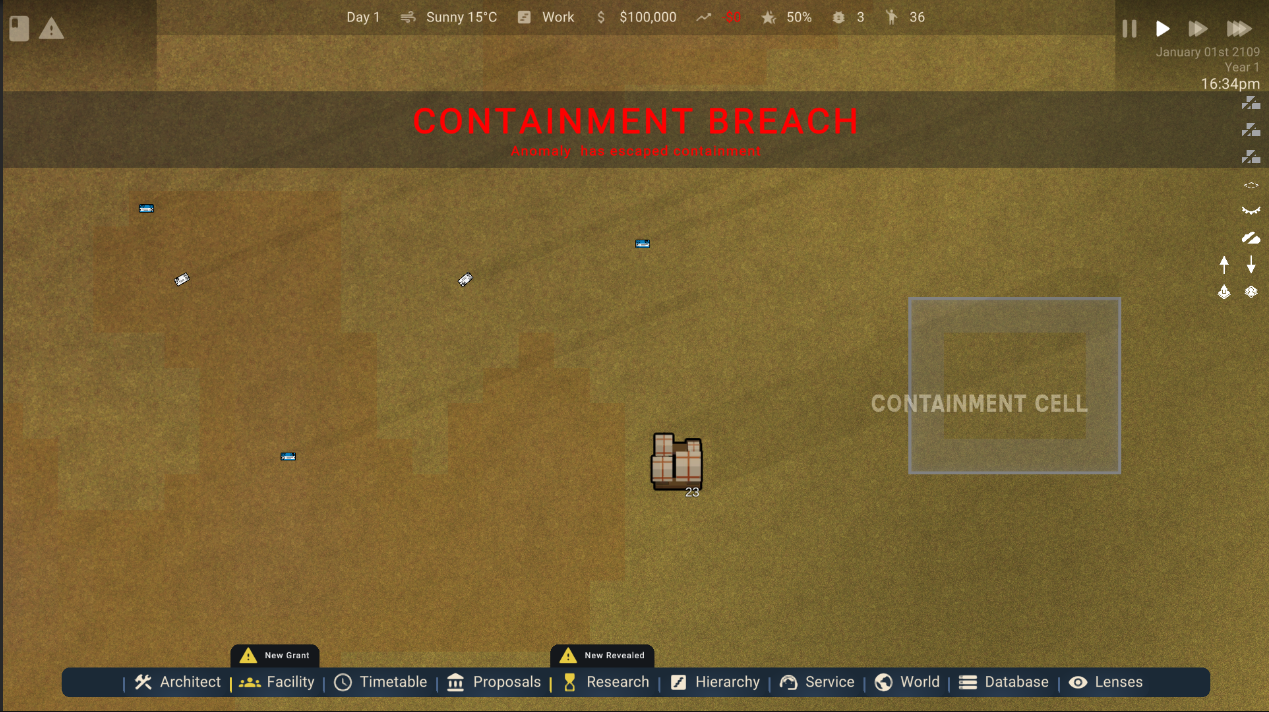 Day 1 Sunny 15°C Work $ $100,000 50% 3 36
January 01st 2109
Year 1
16:34pm
CONTAINMENT BREACH
Anomaly has escaped containment
CONTAINMENT CELL
23
New Grant New Revealed
Architect Facility Timetable Proposals Research Hierarchy Service World Database Lenses